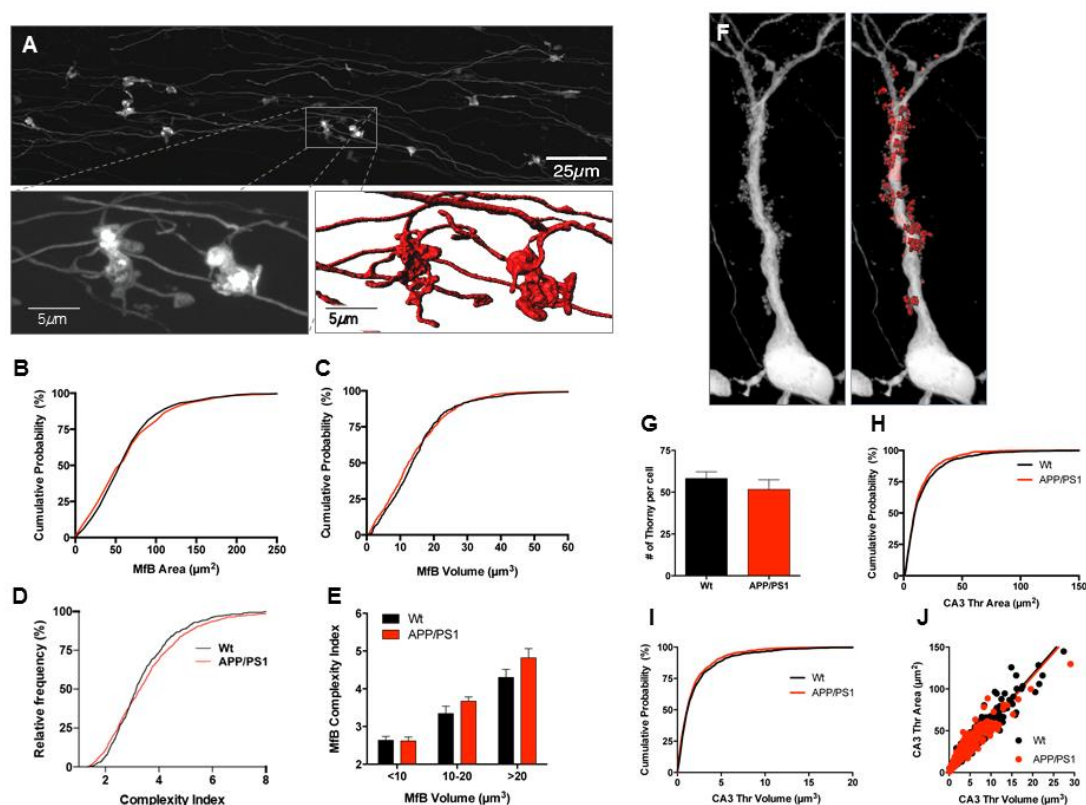 A
25µm
5µm
5µm
F
B
Cumulative Probability (%)
100
75
50
25
0
0 50 100 150 200 250
MfB Area (µm²)
C
Cumulative Probability (%)
100
75
50
25
0
0 10 20 30 40 50 60
MfB Volume (µm³)
D
Relative frequency (%)
100
75
50
25
0
2 4 6 8
Complexity Index
Wt
APP/PS1
E
MfB Complexity Index
6
5
4
3
2
<10 10-20 >20
MfB Volume (µm³)
Wt
APP/PS1
G
# of Thorny per cell
75
50
25
0
Wt APP/PS1
H
Cumulative Probability (%)
100
75
50
25
0
0 50 100 150
CA3 Thr Area (µm²)
Wt
APP/PS1
I
Cumulative Probability (%)
100
75
50
25
0
0 5 10 15 20
CA3 Thr Volume (µm³)
Wt
APP/PS1
J
CA3 Thr Area (µm²)
150
100
50
0
0 5 10 15 20 25 30
CA3 Thr Volume (µm³)
Wt
APP/PS1